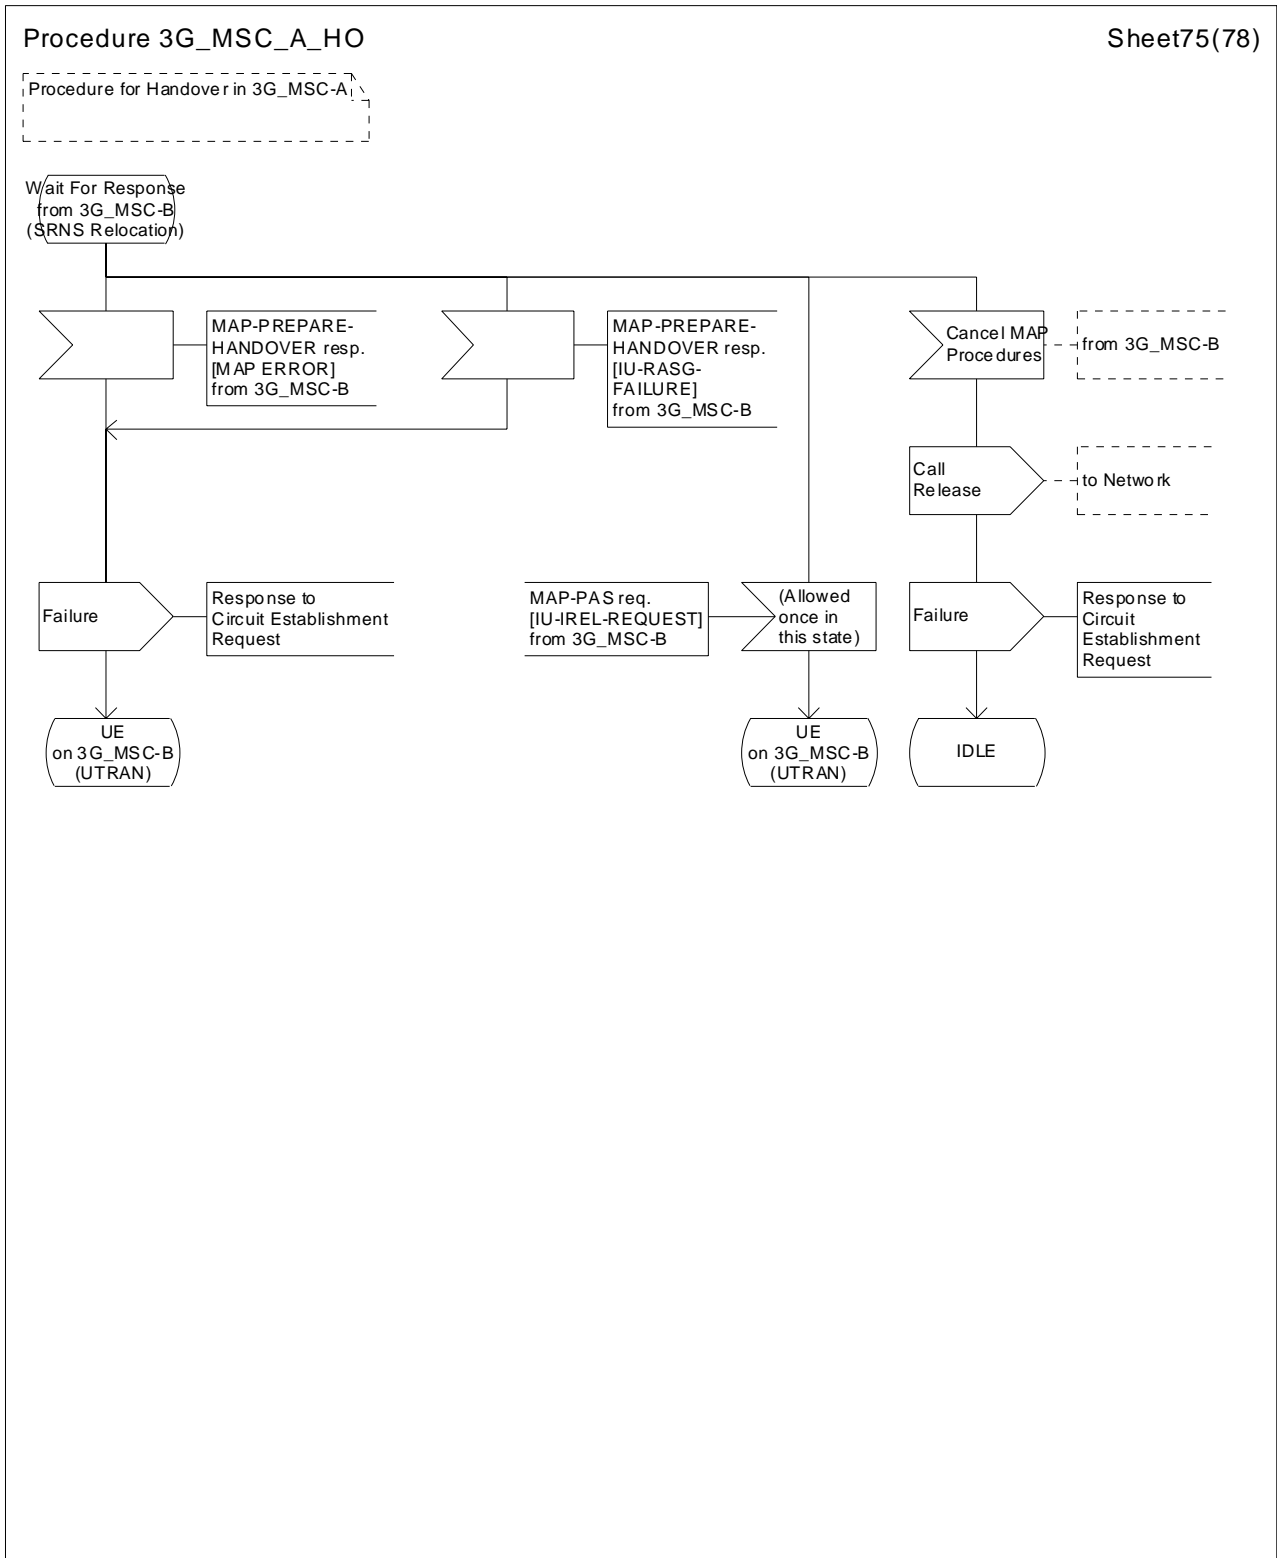 Procedure 3G_MSC_A_HO
Sheet75(78)
Procedure for Handover in 3G_MSC-A
Wait For Response
from 3G_MSC-B
(SRNS Relocation)
MAP-PREPARE-
HANDOVER resp.
[MAP ERROR]
from 3G_MSC-B
MAP-PREPARE-
HANDOVER resp.
[IU-RASG-
FAILURE]
from 3G_MSC-B
Cancel MAP
Procedures
from 3G_MSC-B
Call
Release
to Network
Failure
Response to
Circuit Establishment
Request
MAP-PAS req.
[IU-IREL-REQUEST]
from 3G_MSC-B
(Allowed
once in
this state)
Failure
Response to
Circuit
Establishment
Request
UE
on 3G_MSC-B
(UTRAN)
UE
on 3G_MSC-B
(UTRAN)
IDLE